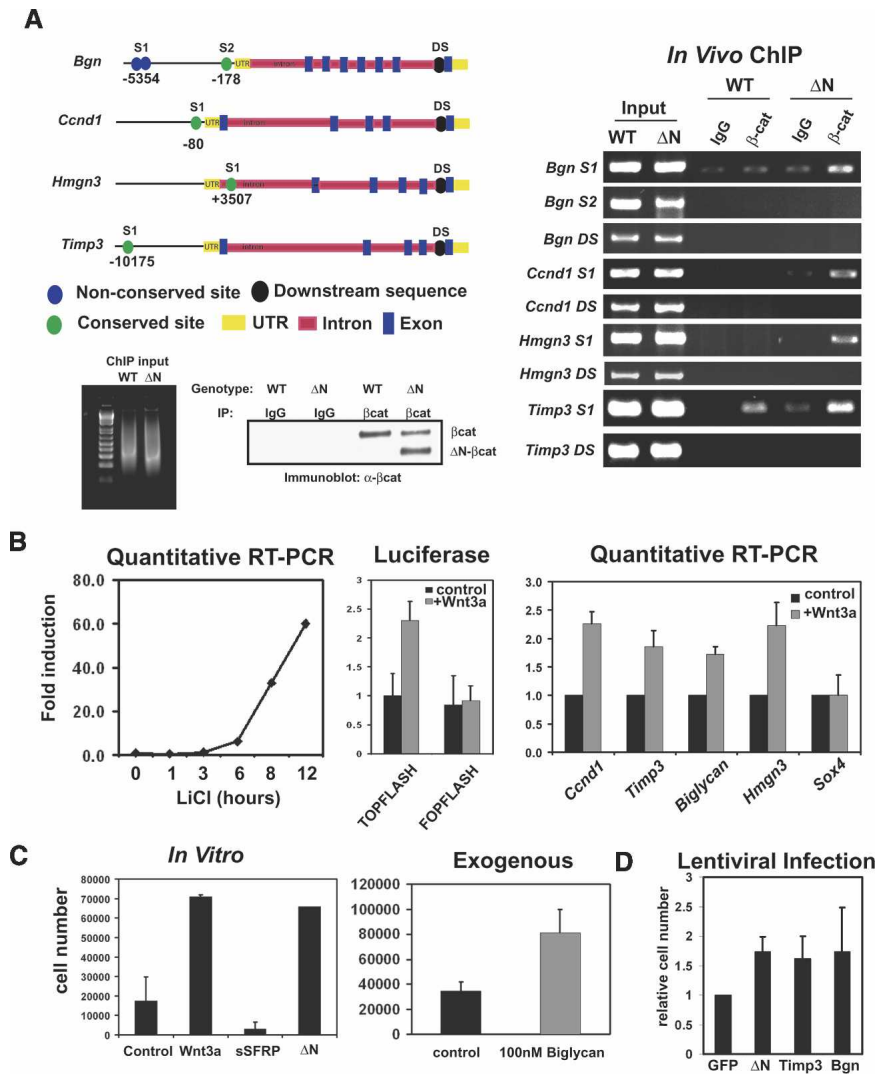 A
Bgn
S1
S2
DS
UTR
intron
-5354
-178
Ccnd1
S1
DS
UTR
intron
-80
Hmgn3
S1
DS
UTR
intron
+3507
Timp3
S1
DS
UTR
intron
-10175
Non-conserved site
Downstream sequence
Conserved site
UTR
Intron
Exon
ChIP input
WT ΔN
Genotype: WT ΔN WT ΔN
IP: IgG IgG βcat βcat
βcat
ΔN-βcat
Immunoblot: α-βcat
In Vivo ChIP
WT ΔN
Input
WT ΔN IgG β-cat IgG β-cat
Bgn S1
Bgn S2
Bgn DS
Ccnd1 S1
Ccnd1 DS
Hmgn3 S1
Hmgn3 DS
Timp3 S1
Timp3 DS
B
Quantitative RT-PCR
Fold induction
80.0
60.0
40.0
20.0
0.0
0 1 3 6 8 12
LiCl (hours)
Luciferase
control
+Wnt3a
3
2.5
2
1.5
1
0.5
0
TOPFLASH
FOPFLASH
Quantitative RT-PCR
control
+Wnt3a
3.0
2.5
2.0
1.5
1.0
0.5
0.0
Ccnd1
Timp3
Biglycan
Hmgn3
Sox4
C
In Vitro
cell number
80000
70000
60000
50000
40000
30000
20000
10000
0
Control Wnt3a sSFRP ΔN
Exogenous
120000
100000
80000
60000
40000
20000
0
control 100nM Biglycan
D
Lentiviral Infection
relative cell number
3
2.5
2
1.5
1
0.5
0
GFP ΔN Timp3 Bgn